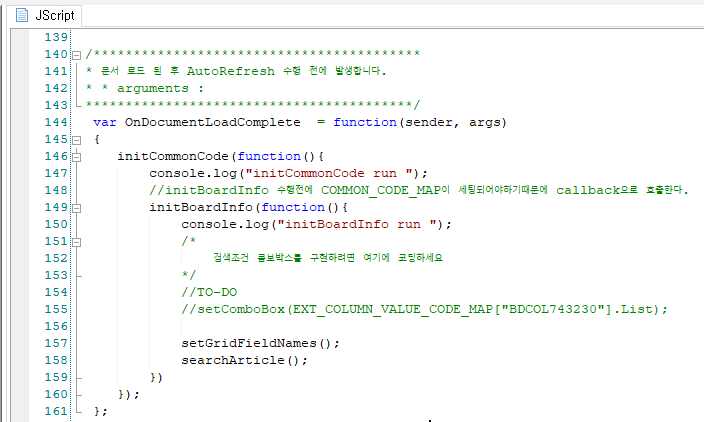 JScript
139
140 /*****************************************
141 * 문서 로드 된 후 AutoRefresh 수행 전에 발생합니다.
142 * * arguments :
143 *****************************************/
144 var OnDocumentLoadComplete  = function(sender, args)
145 {
146    initCommonCode(function(){
147        console.log("initCommonCode run ");
148        //initBoardInfo 수행전에 COMMON_CODE_MAP이 세팅되어야하기때문에 callback으로 호출한다.
149        initBoardInfo(function(){
150            console.log("initBoardInfo run ");
151            /*
152                검색조건 콤보박스를 구현하려면 여기에 코딩하세요
153            */
154            //TO-DO
155            //setComboBox(EXT_COLUMN_VALUE_CODE_MAP["BDCOL743230"].List);
156
157            setGridFieldNames();
158            searchArticle();
159        })
160    });
161 };